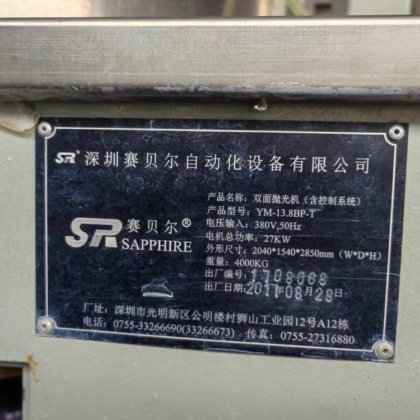 SR® 深圳赛贝尔自动化设备有限公司
SR 赛贝尔®
SAPPHIRE
产品名称：双面抛光机（含控制系统）
产品型号：YM-13.8BP-T
电压输入：380V,50Hz
电机总功率：27KW
外形尺寸：2040*1540*2850mm（W*D*H）
重量：4000KG
出厂编号：1708068
出厂日期：2017年08月28日
厂址：深圳市光明新区公明楼村狮山工业园12号A12栋
电话：0755-33266690(33266673) 传真：0755-27316880